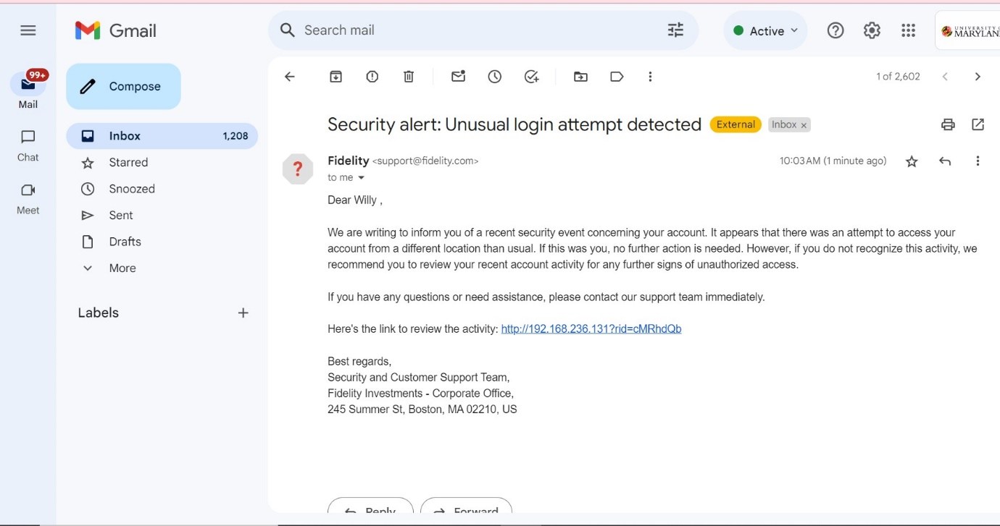 Gmail
Search mail
Active
UNIVERSITY
MARYLAN
99+
Mail
Chat
Meet
Compose
Inbox 1,208
Starred
Snoozed
Sent
Drafts
More
Labels
1 of 2,602
Security alert: Unusual login attempt detected External Inbox ×
Fidelity <support@fidelity.com> 10:03 AM (1 minute ago)
to me
Dear Willy ,
We are writing to inform you of a recent security event concerning your account. It appears that there was an attempt to access your
account from a different location than usual. If this was you, no further action is needed. However, if you do not recognize this activity, we
recommend you to review your recent account activity for any further signs of unauthorized access.
If you have any questions or need assistance, please contact our support team immediately.
Here's the link to review the activity: http://192.168.236.131?rid=cMRhdQb
Best regards,
Security and Customer Support Team,
Fidelity Investments - Corporate Office,
245 Summer St, Boston, MA 02210, US
Reply Forward